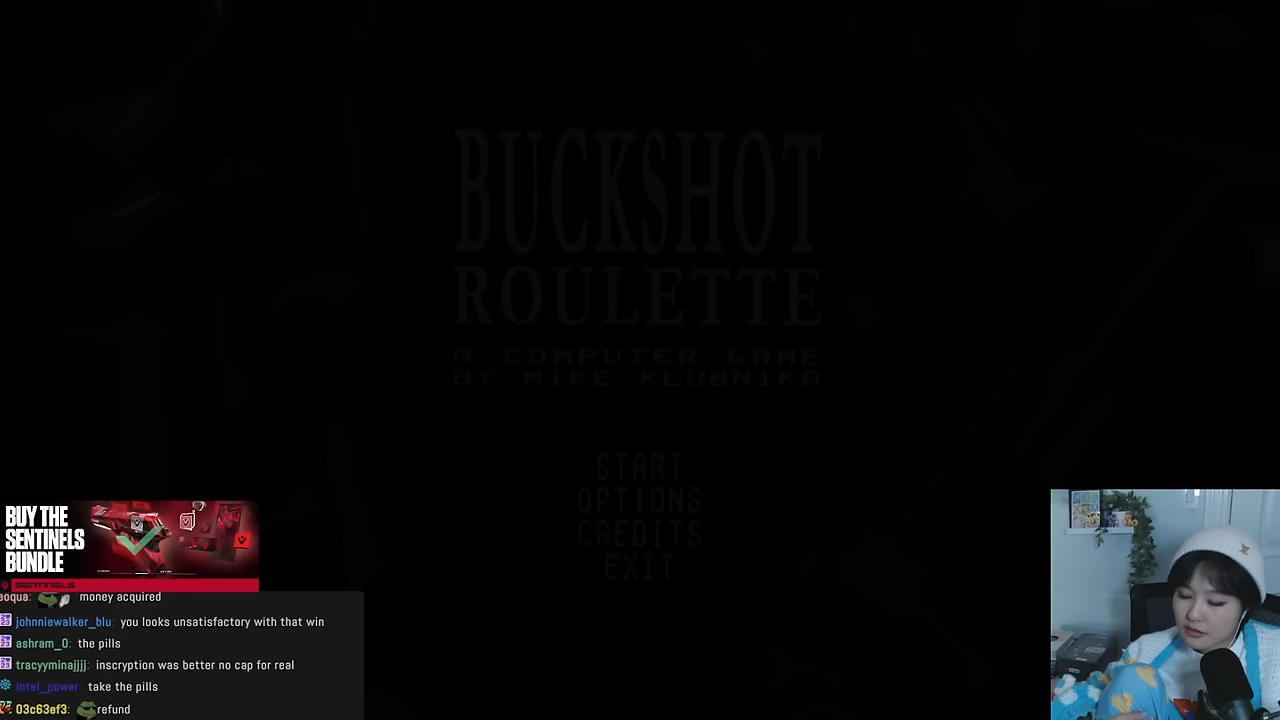 BUCKSHOT
ROULETTE
A COMPUTER GAME
BY MIKE KLUBNIKA
START
OPTIONS
CREDITS
EXIT
BUY THE
SENTINELS
BUNDLE
SENTINELS
eoqua: money acquired
johnniewalker_blu: you looks unsatisfactory with that win
ashram_0: the pills
tracyyminajjjj: inscryption was better no cap for real
intel_power: take the pills
03c63ef3: refund